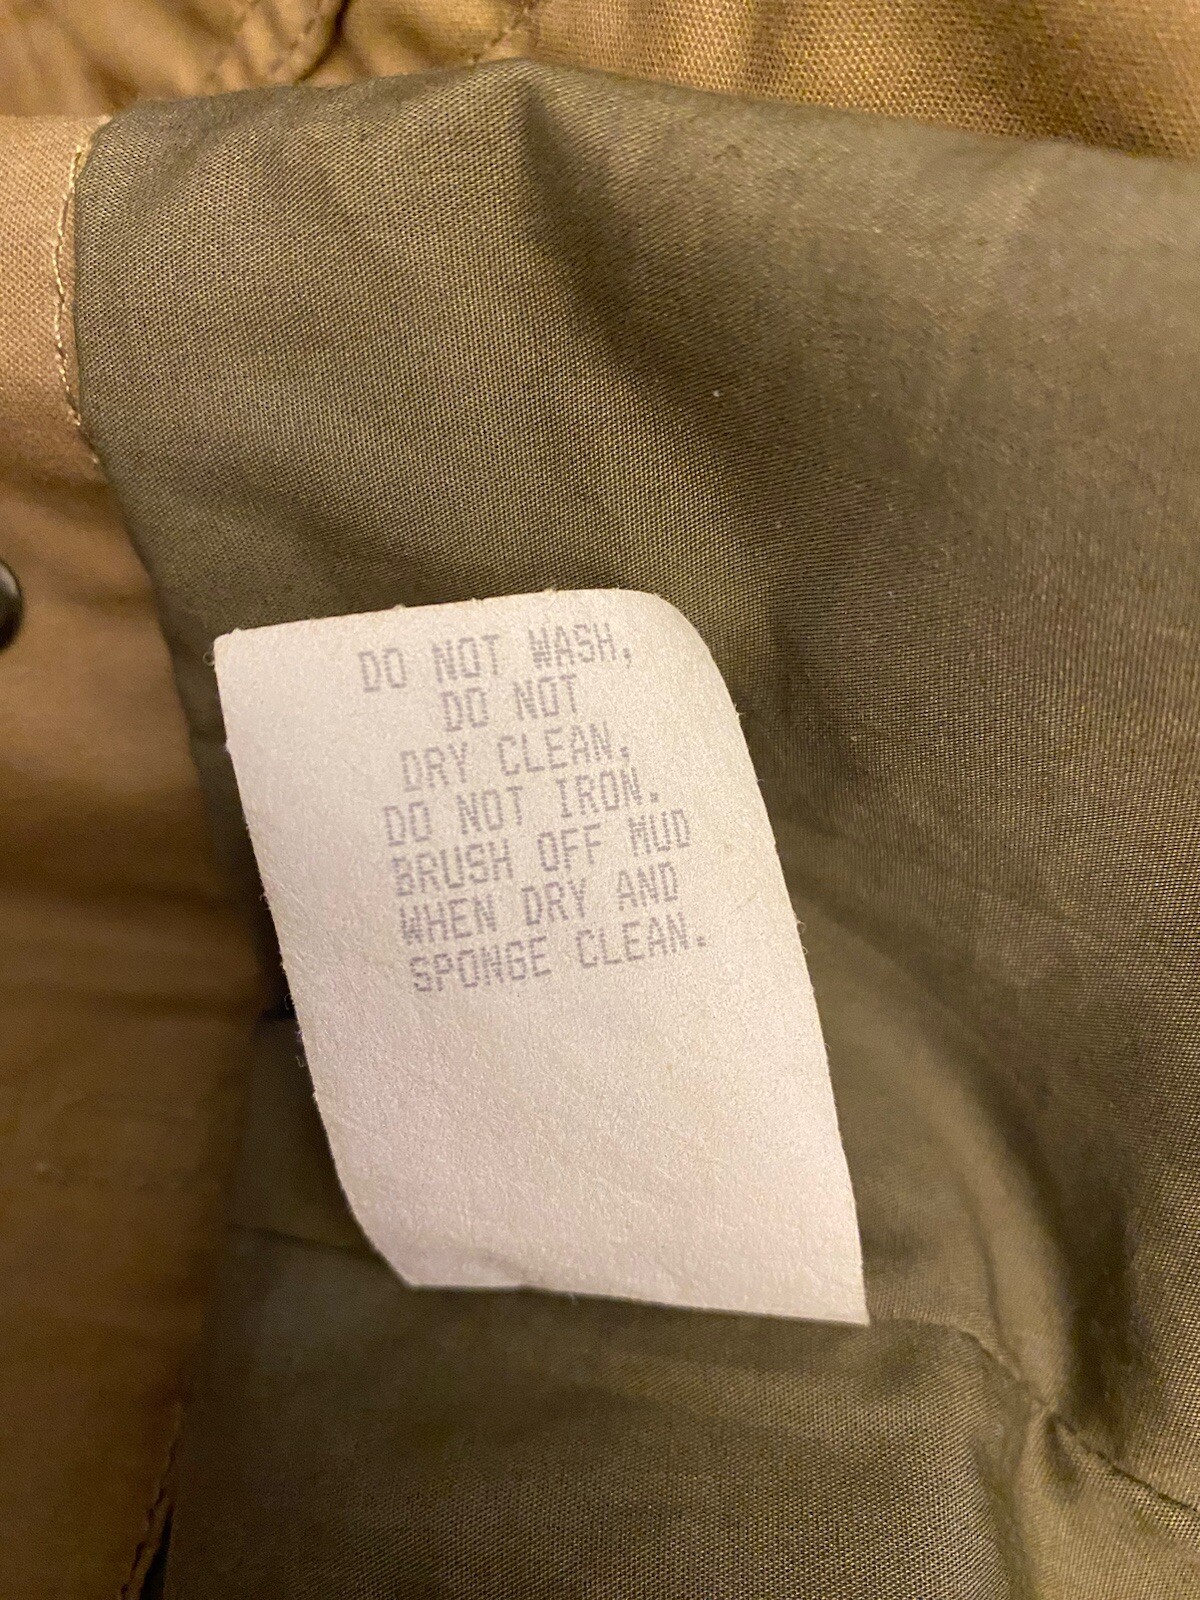 DO NOT WASH,
DO NOT
DRY CLEAN.
DO NOT IRON.
BRUSH OFF MUD
WHEN DRY AND
SPONGE CLEAN.